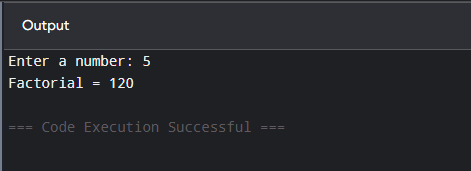 Output
Enter a number: 5
Factorial = 120
=== Code Execution Successful ===